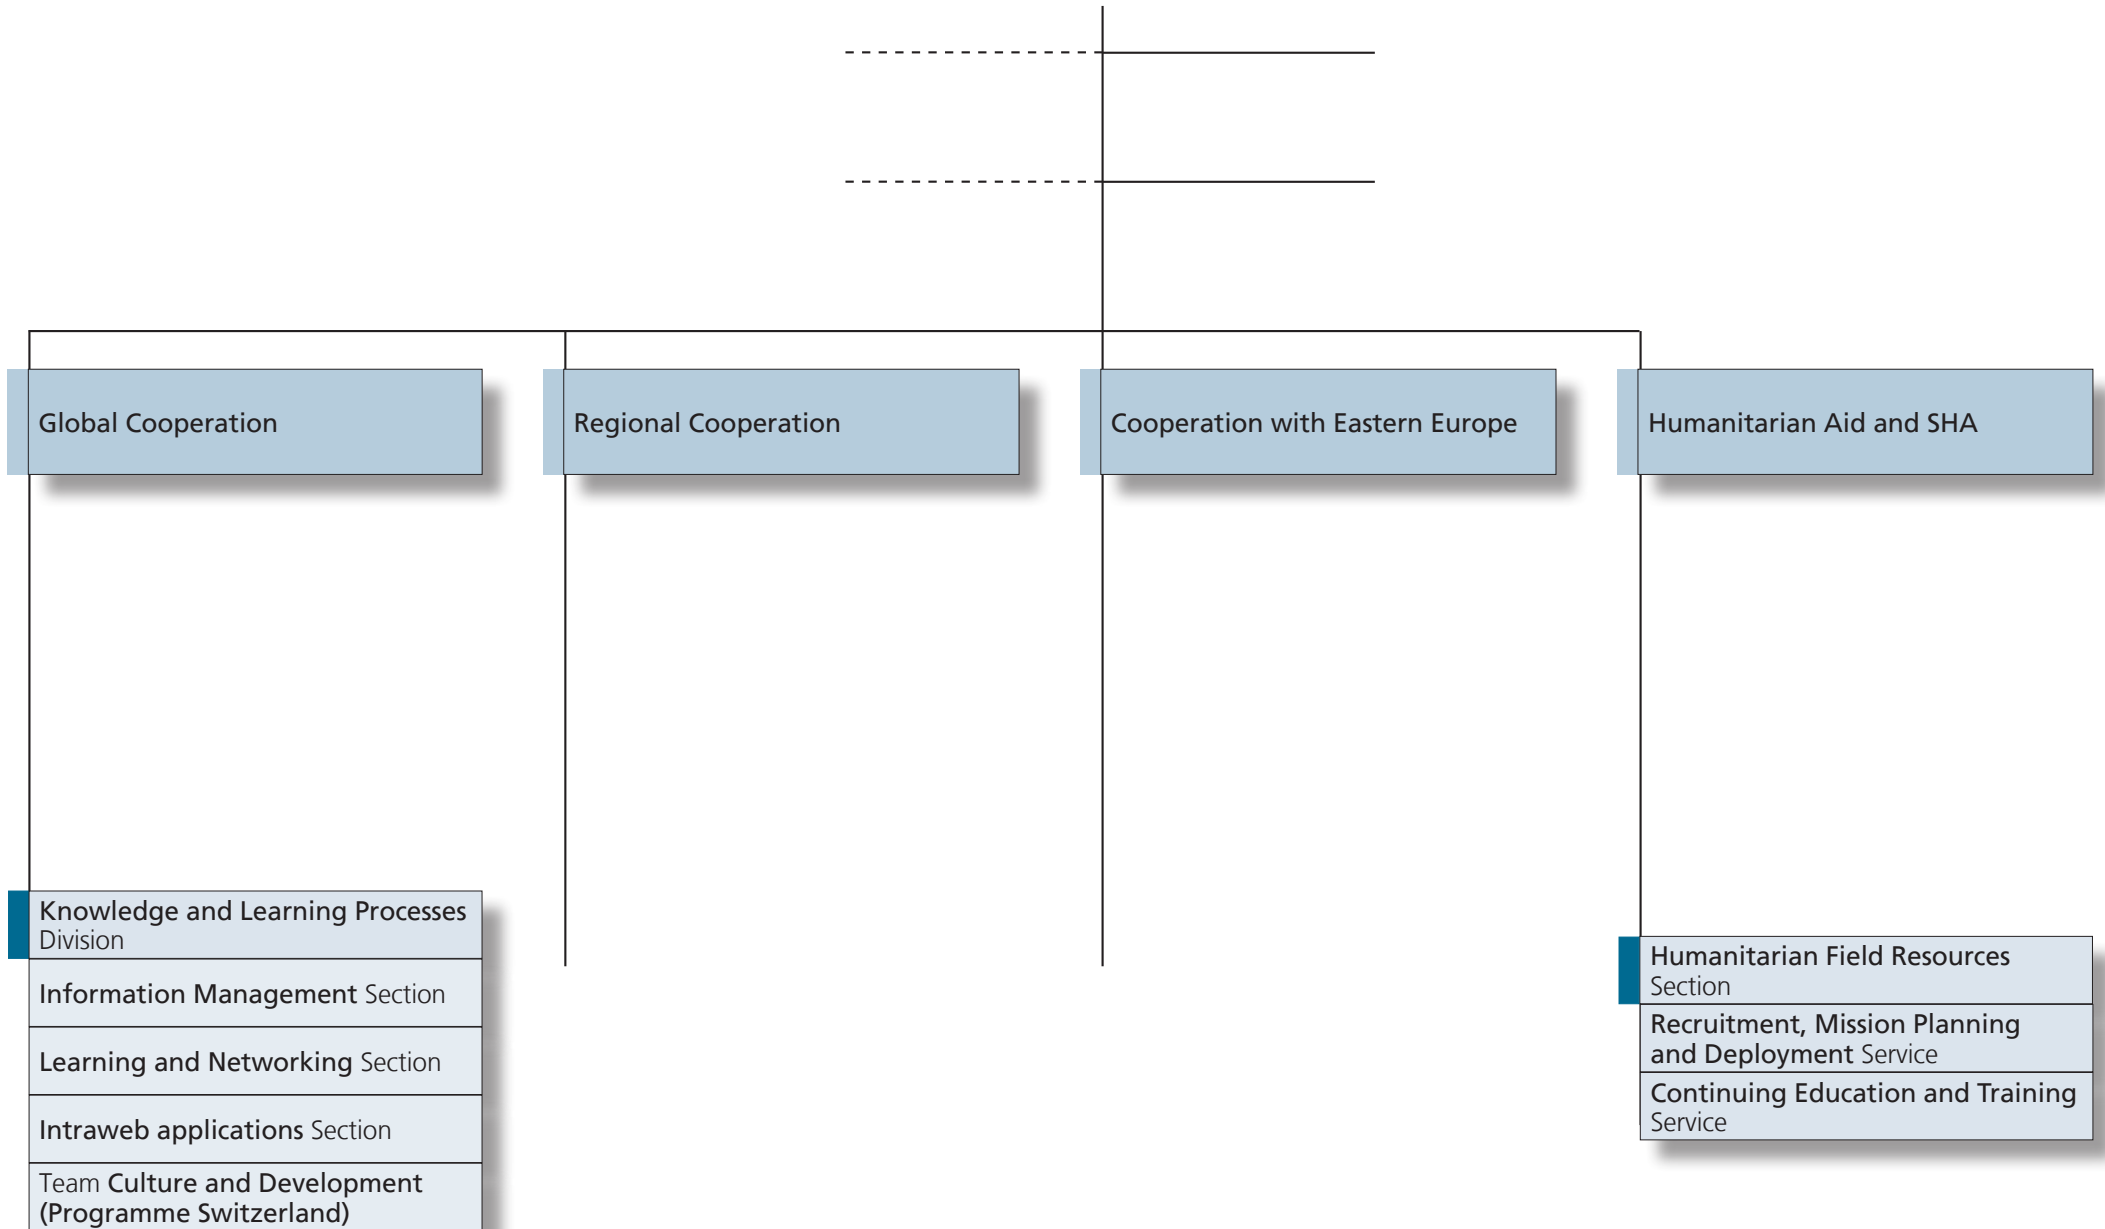 Global Cooperation
Regional Cooperation
Cooperation with Eastern Europe
Humanitarian Aid and SHA
Knowledge and Learning Processes
Division
Information Management Section
Learning and Networking Section
Intraweb applications Section
Team Culture and Development
(Programme Switzerland)
Humanitarian Field Resources
Section
Recruitment, Mission Planning
and Deployment Service
Continuing Education and Training
Service